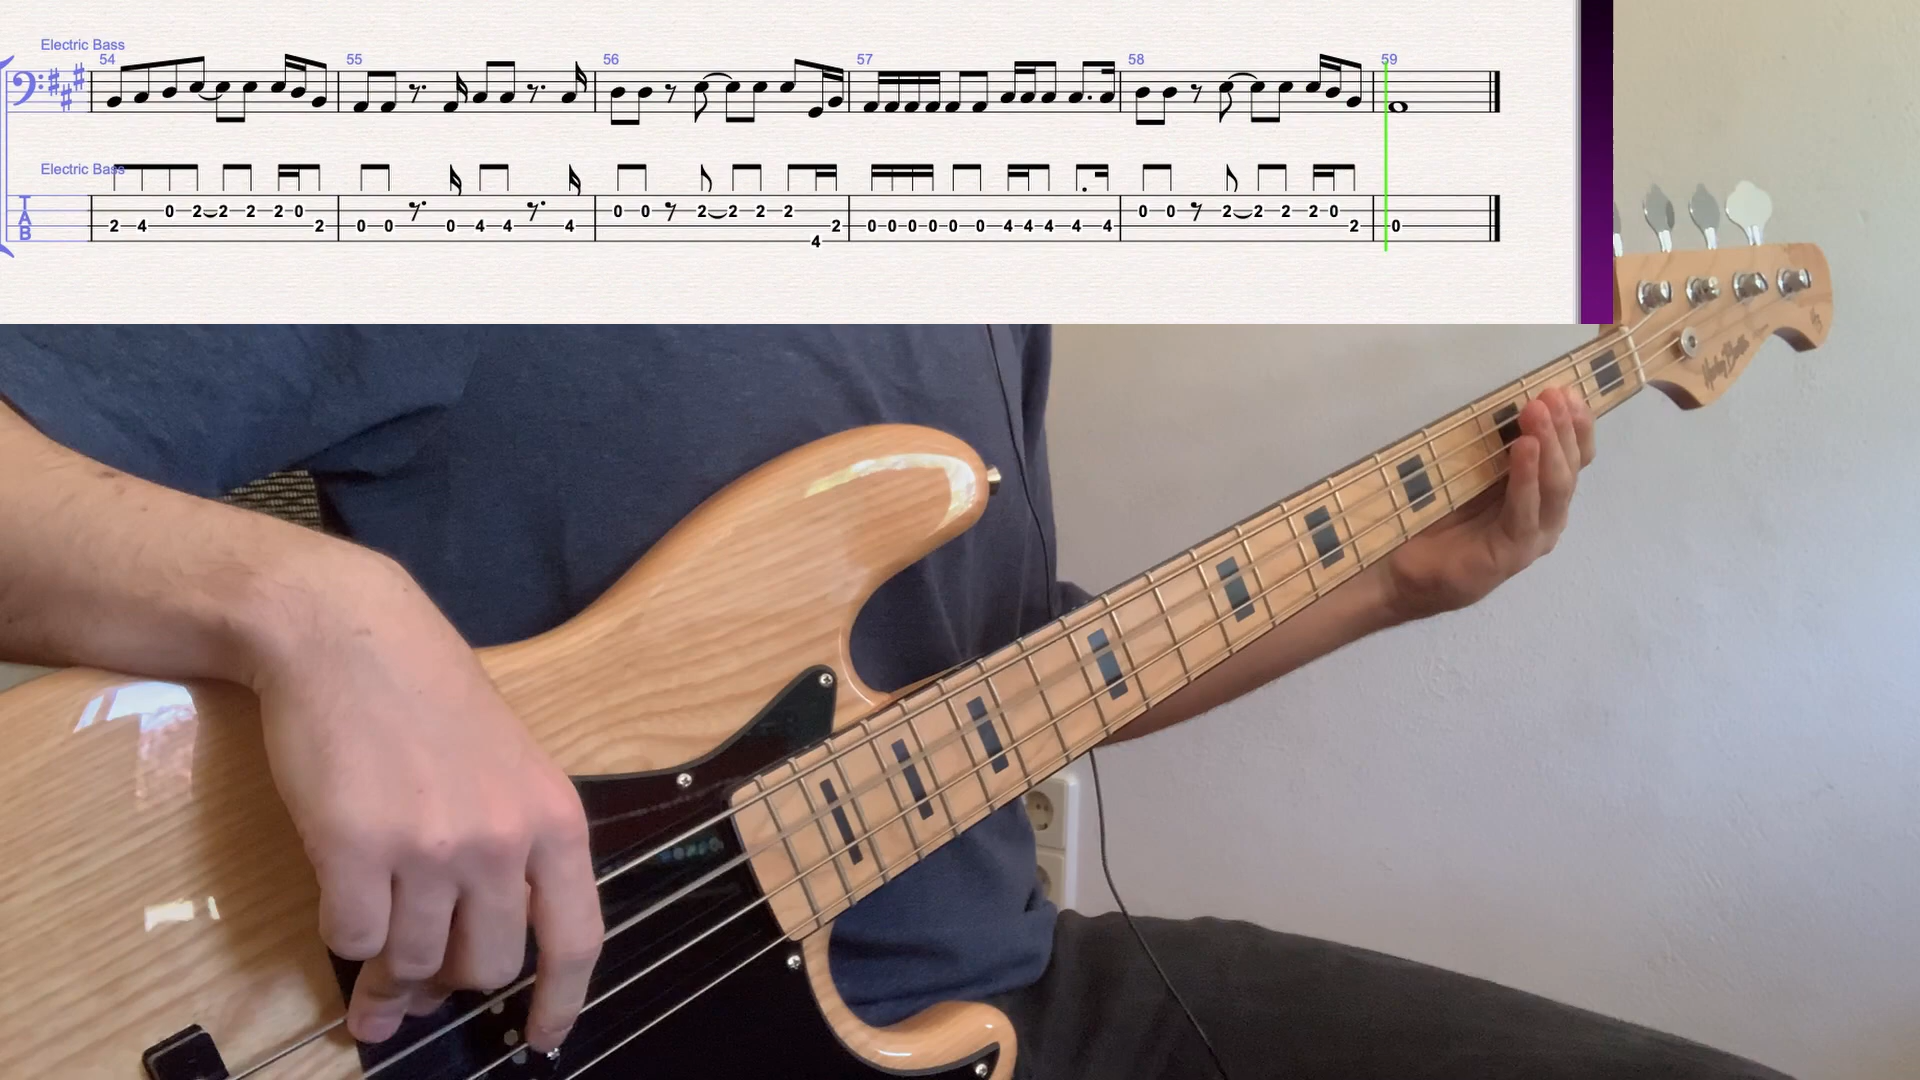 Electric Bass
54 55 56 57 58 59
Electric Bass
T
A
B
0 2 2 2 2 0 0 0 2 2 2 2 0 0 2 2 2 2 0
2 4 2 0 0 0 4 4 4 2 0 0 0 0 0 0 4 4 4 4 4 2 0
4